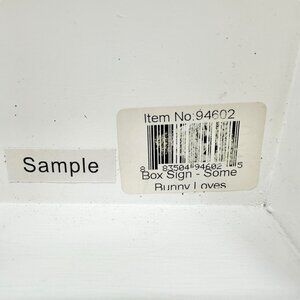 Item No:94602
8 83504 94602 5
Box Sign - Some
Bunny Loves
Sample